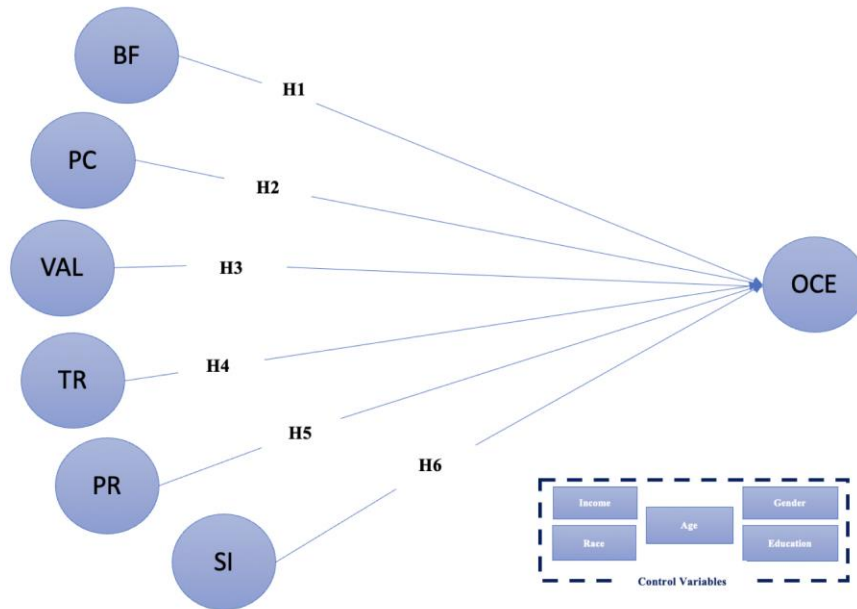 BF
H1
PC
H2
VAL
H3
OCE
TR
H4
PR
H5
SI
H6
Income
Gender
Age
Race
Education
Control Variables